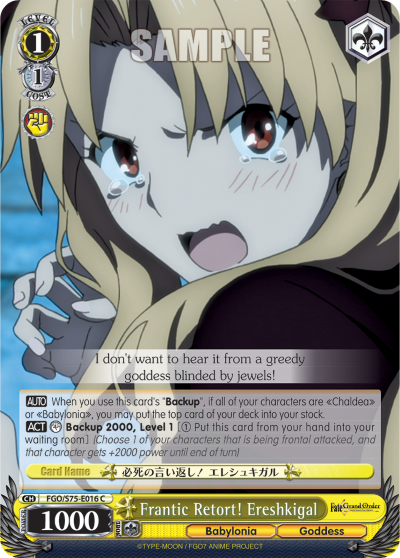 LEVEL
1
SAMPLE
1
COST
I don't want to hear it from a greedy
goddess blinded by jewels!
AUTO When you use this card's "Backup", if all of your characters are «Chaldea»
or «Babylonia», you may put the top card of your deck into your stock.
ACT Backup 2000, Level 1 [① Put this card from your hand into your
waiting room] (Choose 1 of your characters that is being frontal attacked, and
that character gets +2000 power until end of turn)
Card Name 必死の言い返し! エレシュキガル
CH FGO/S75-E016 C
POWER 1000
Frantic Retort! Ereshkigal
Fate Grand Order
Babylonia Goddess
©TYPE-MOON / FGO7 ANIME PROJECT